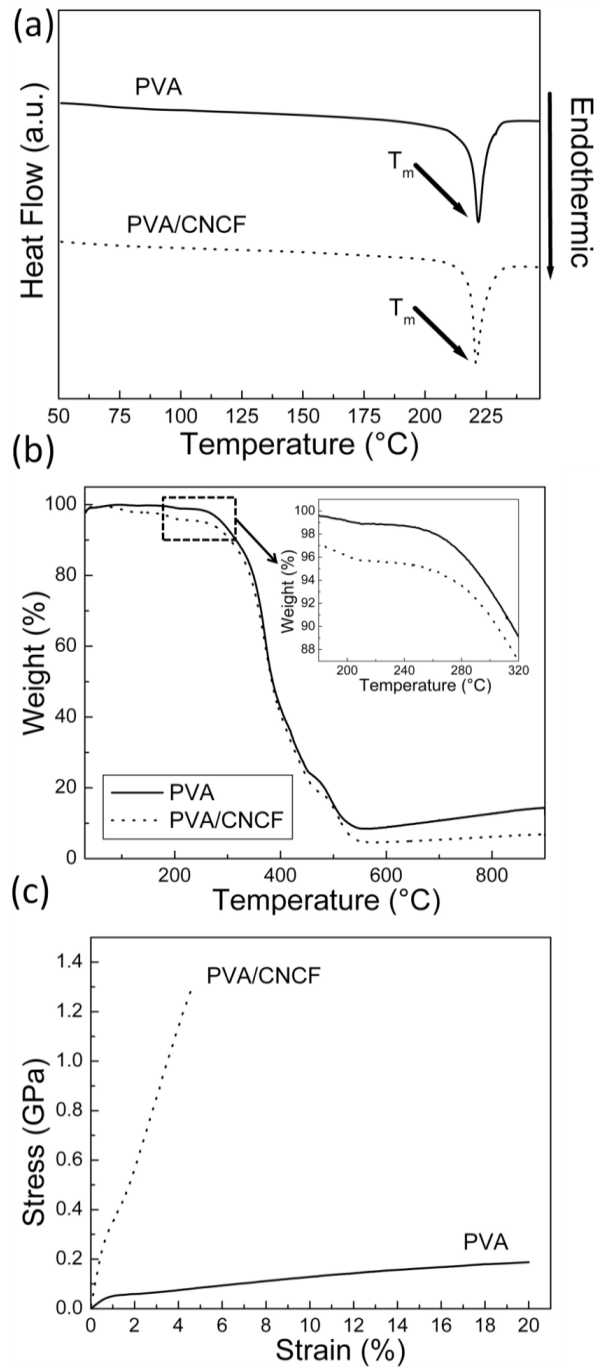 (a)
PVA
Tm
PVA/CNCF
Tm
Heat Flow (a.u.)
Endothermic
50 75 100 125 150 175 200 225
Temperature (°C)
(b)
100
80
60
40
20
0
Weight (%)
100
98
96
94
92
90
88
Weight (%)
200 240 280 320
Temperature (°C)
PVA
PVA/CNCF
200 400 600 800
Temperature (°C)
(c)
1.4
1.2
1.0
0.8
0.6
0.4
0.2
0.0
Stress (GPa)
PVA/CNCF
PVA
0 2 4 6 8 10 12 14 16 18 20
Strain (%)